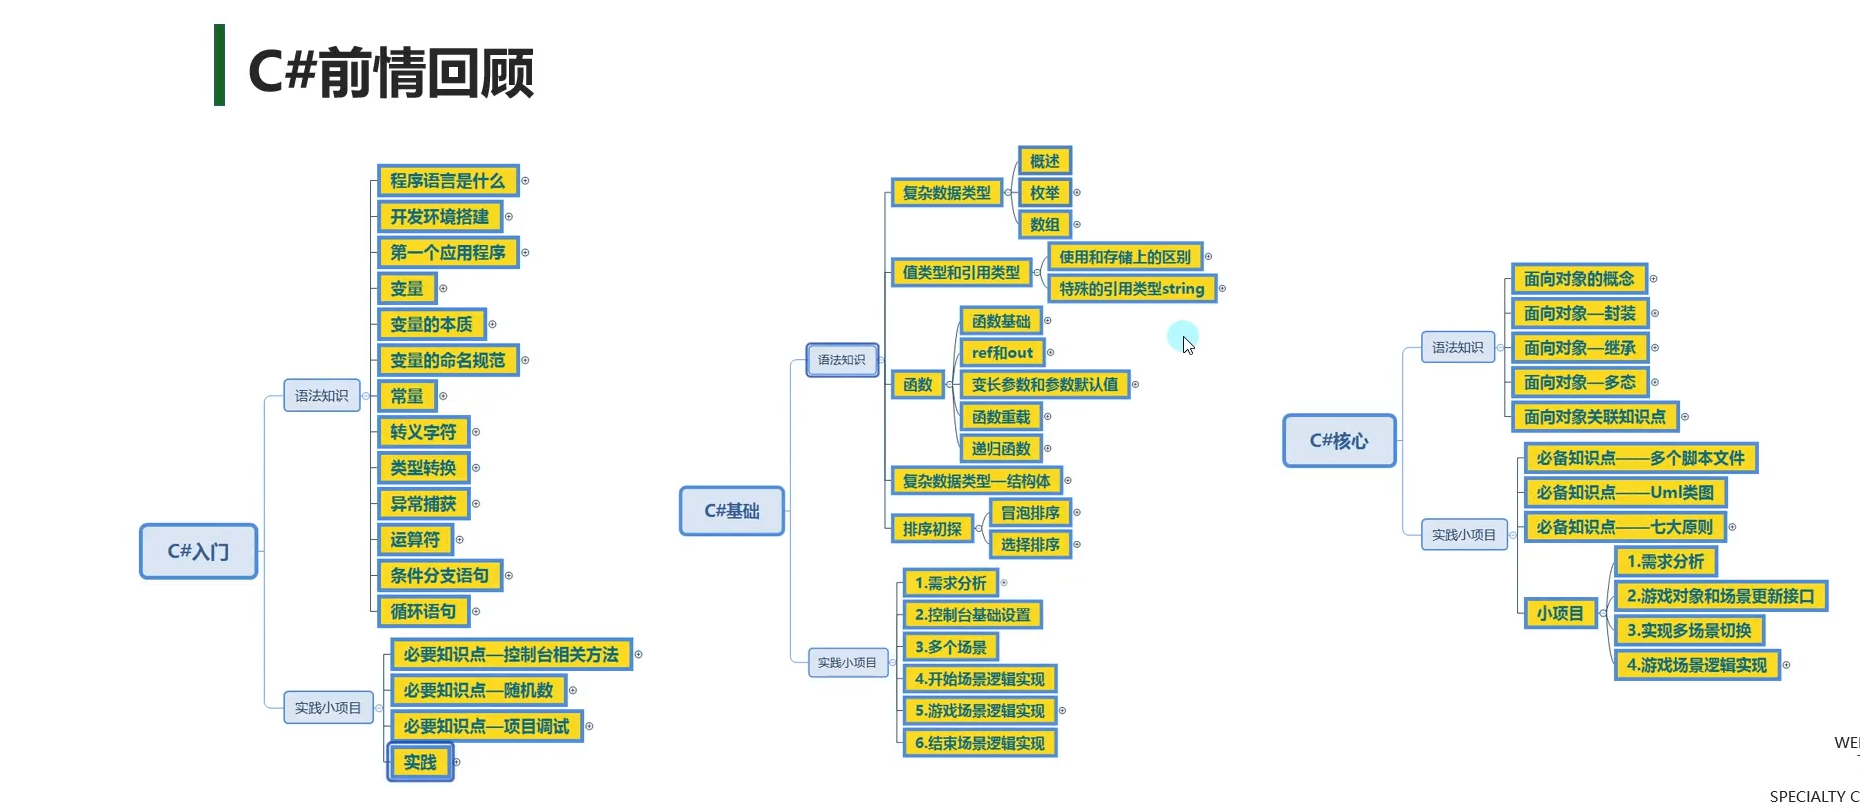 C#前情回顾
C#入门
语法知识
程序语言是什么
开发环境搭建
第一个应用程序
变量
变量的本质
变量的命名规范
常量
转义字符
类型转换
异常捕获
运算符
条件分支语句
循环语句
实践小项目
必要知识点—控制台相关方法
必要知识点—随机数
必要知识点—项目调试
实践
C#基础
语法知识
复杂数据类型
概述
枚举
数组
值类型和引用类型
使用和存储上的区别
特殊的引用类型string
函数
函数基础
ref和out
变长参数和参数默认值
函数重载
递归函数
复杂数据类型—结构体
排序初探
冒泡排序
选择排序
实践小项目
1.需求分析
2.控制台基础设置
3.多个场景
4.开始场景逻辑实现
5.游戏场景逻辑实现
6.结束场景逻辑实现
C#核心
语法知识
面向对象的概念
面向对象—封装
面向对象—继承
面向对象—多态
面向对象关联知识点
实践小项目
必备知识点——多个脚本文件
必备知识点——Uml类图
必备知识点——七大原则
小项目
1.需求分析
2.游戏对象和场景更新接口
3.实现多场景切换
4.游戏场景逻辑实现
SPECIALTY C